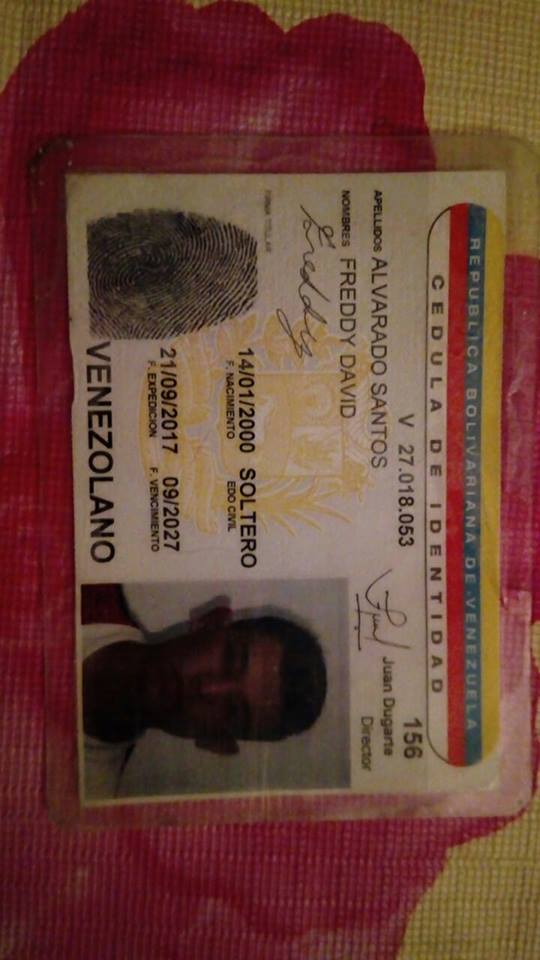 REPUBLICA BOLIVARIANA DE VENEZUELA
CEDULA DE IDENTIDAD
V 27.018.053
156
APELLIDOS ALVARADO SANTOS
Juan Dugarte
Director
NOMBRES FREDDY DAVID
Freddy
FIRMA TITULAR
14/01/2000 SOLTERO
F. NACIMIENTO EDO CIVIL
21/09/2017 09/2027
F. EXPEDICION F. VENCIMIENTO
VENEZOLANO